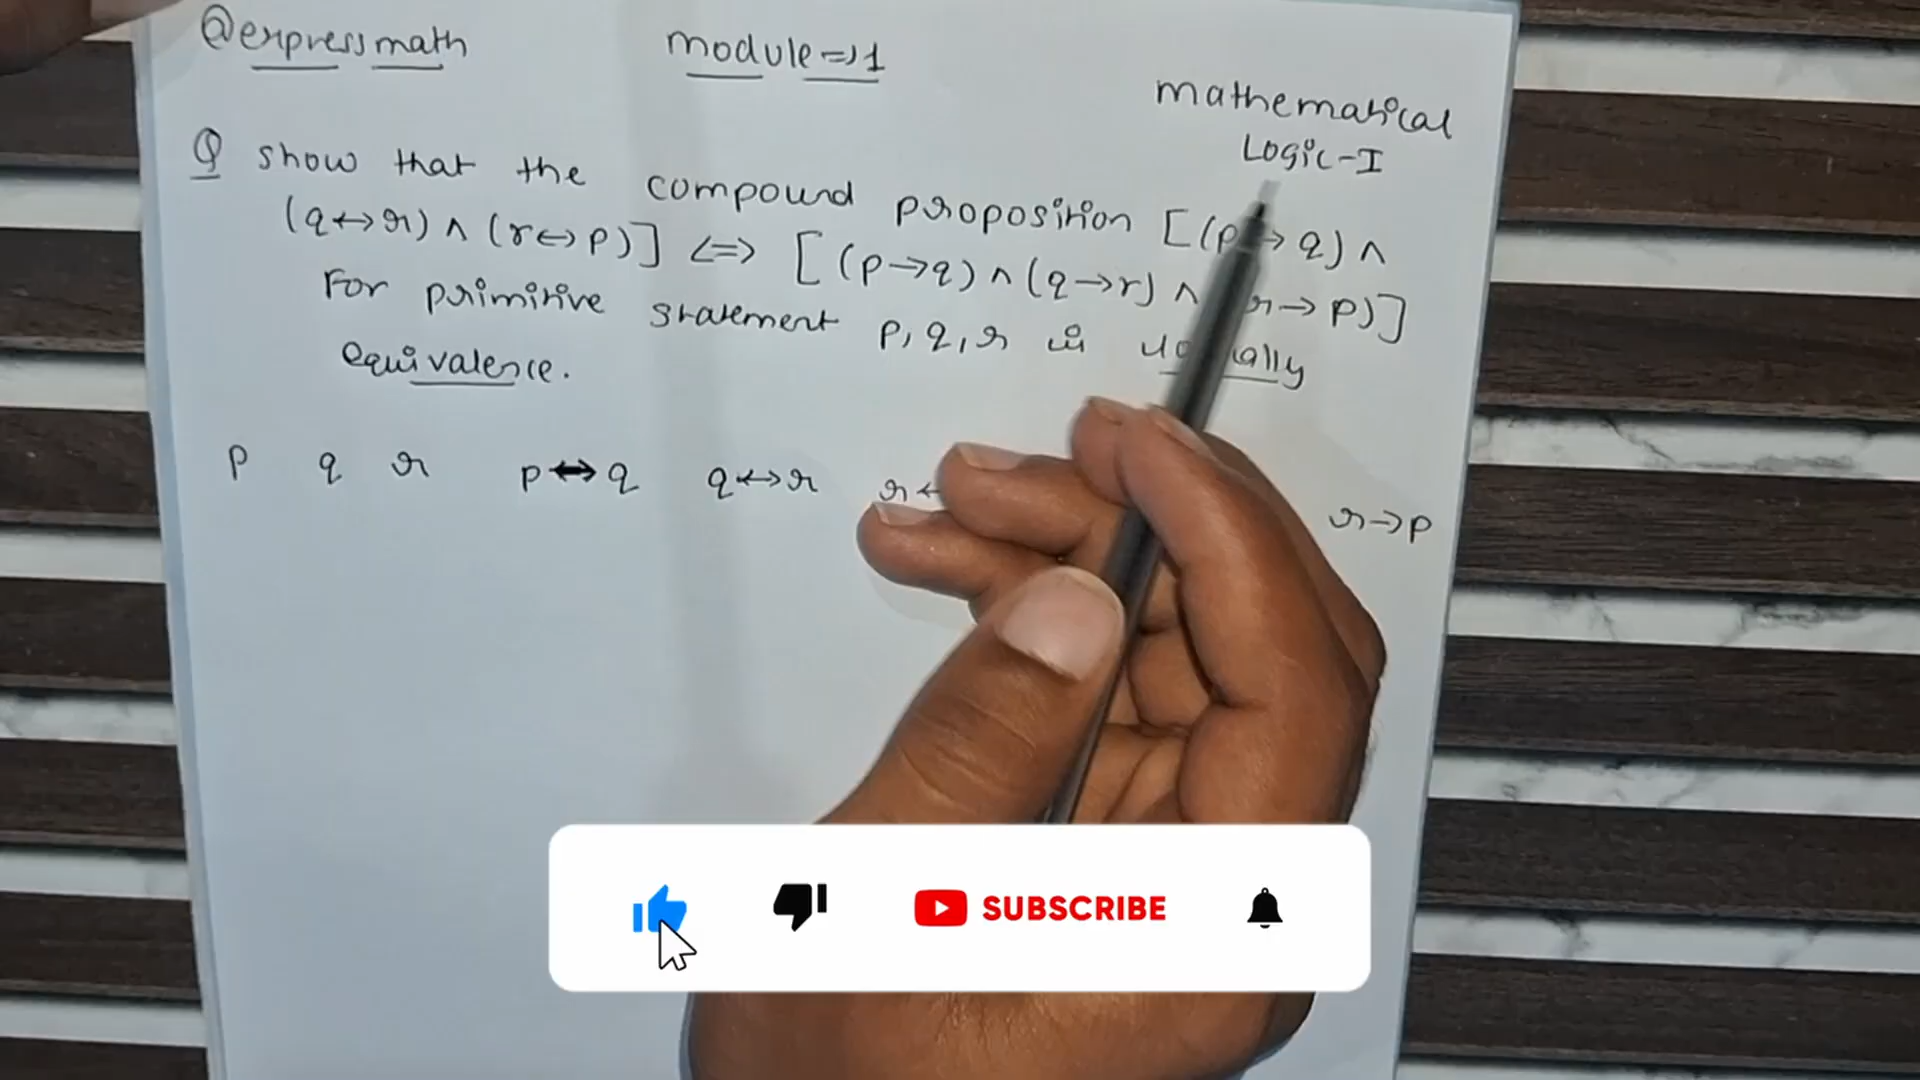 @expressmath
module⇒1
mathematical
Logic-I
Q show that the compound proposition [(p q) ∧
(q↔r) ∧ (r↔p)] ⇔ [(p→q) ∧ (q→r) ∧ r→p)]
For primitive statement p, q, r is
equivalence.
p q r p↔q q↔r r← r→p
SUBSCRIBE